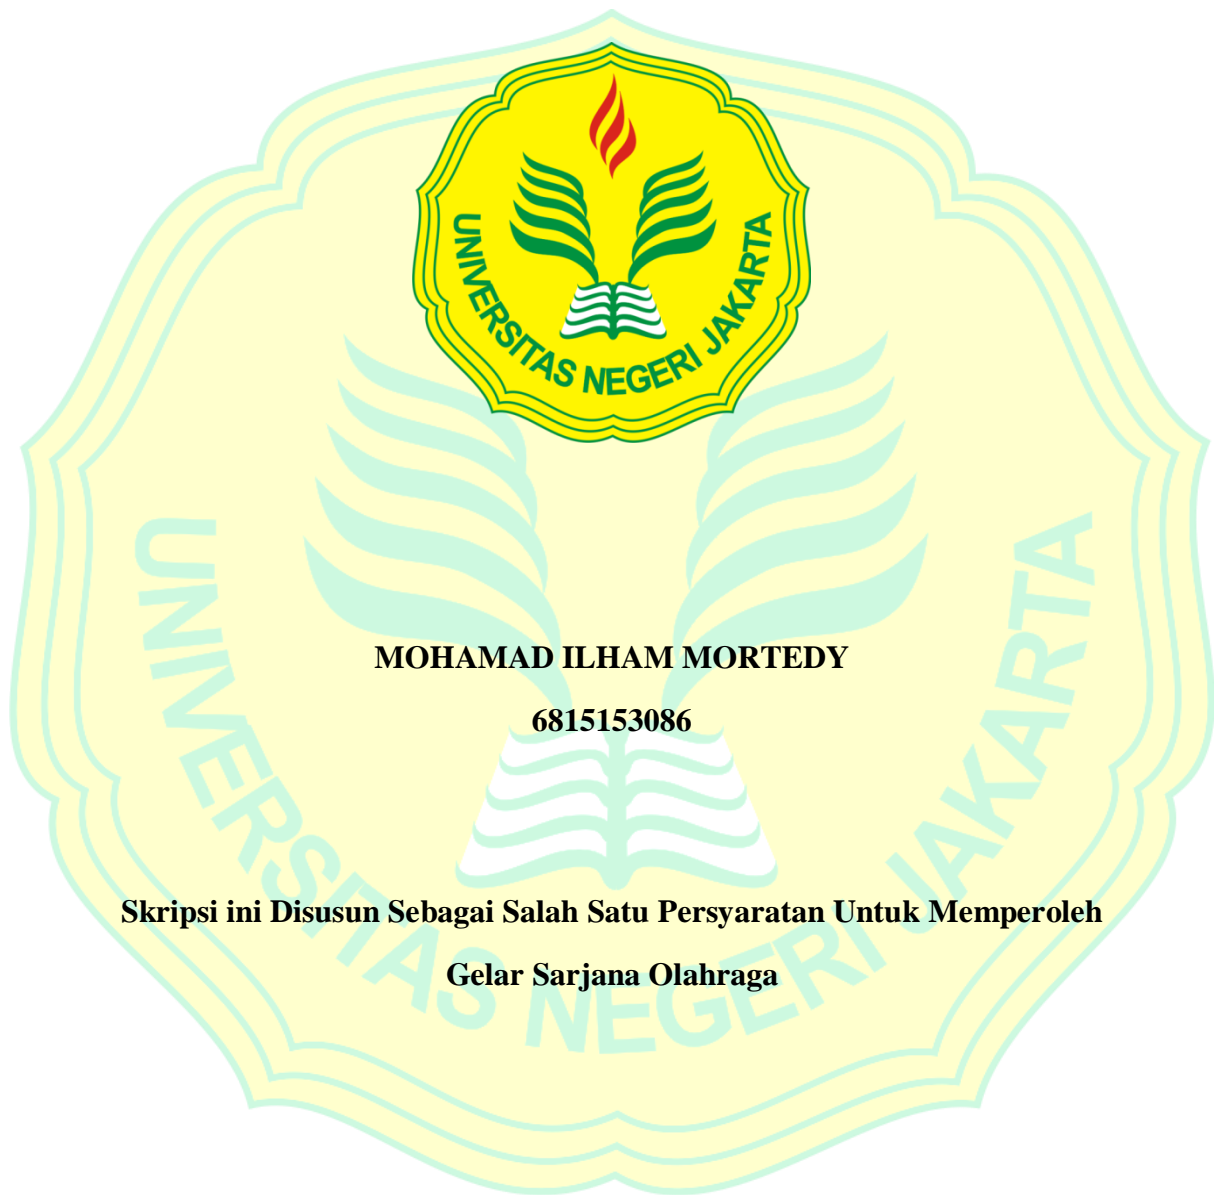 UNIVERSITAS NEGERI JAKARTA
MOHAMAD ILHAM MORTEDY
6815153086
Skripsi ini Disusun Sebagai Salah Satu Persyaratan Untuk Memperoleh
Gelar Sarjana Olahraga
UNIVERSITAS NEGERI JAKARTA